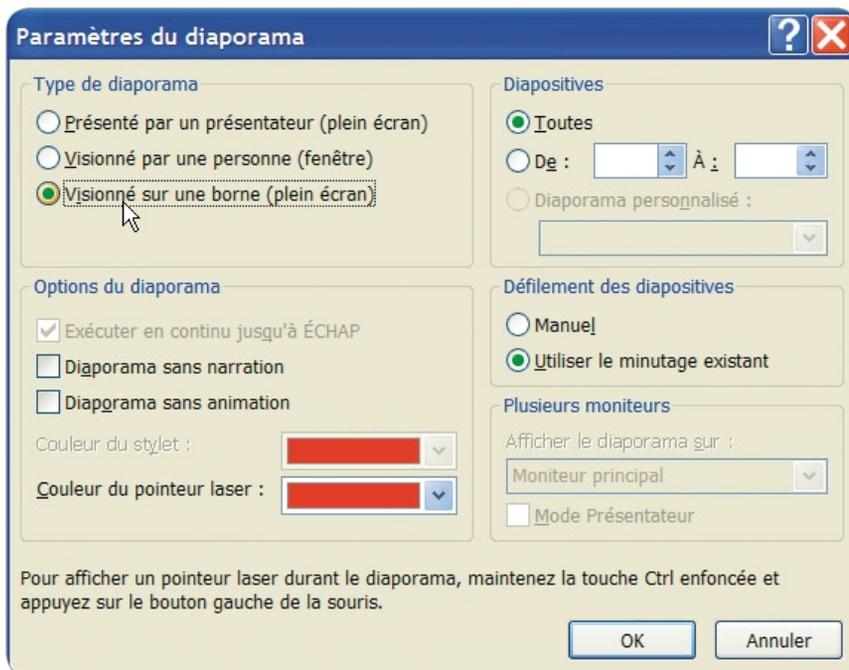 Paramètres du diaporama
Type de diaporama
Présenté par un présentateur (plein écran)
Visionné par une personne (fenêtre)
Visionné sur une borne (plein écran)
Diapositives
Toutes
De :
À :
Diaporama personnalisé :
Options du diaporama
Exécuter en continu jusqu'à ÉCHAP
Diaporama sans narration
Diaporama sans animation
Couleur du stylet :
Couleur du pointeur laser :
Défilement des diapositives
Manuel
Utiliser le minutage existant
Plusieurs moniteurs
Afficher le diaporama sur :
Moniteur principal
Mode Présentateur
Pour afficher un pointeur laser durant le diaporama, maintenez la touche Ctrl enfoncée et
appuyez sur le bouton gauche de la souris.
OK
Annuler